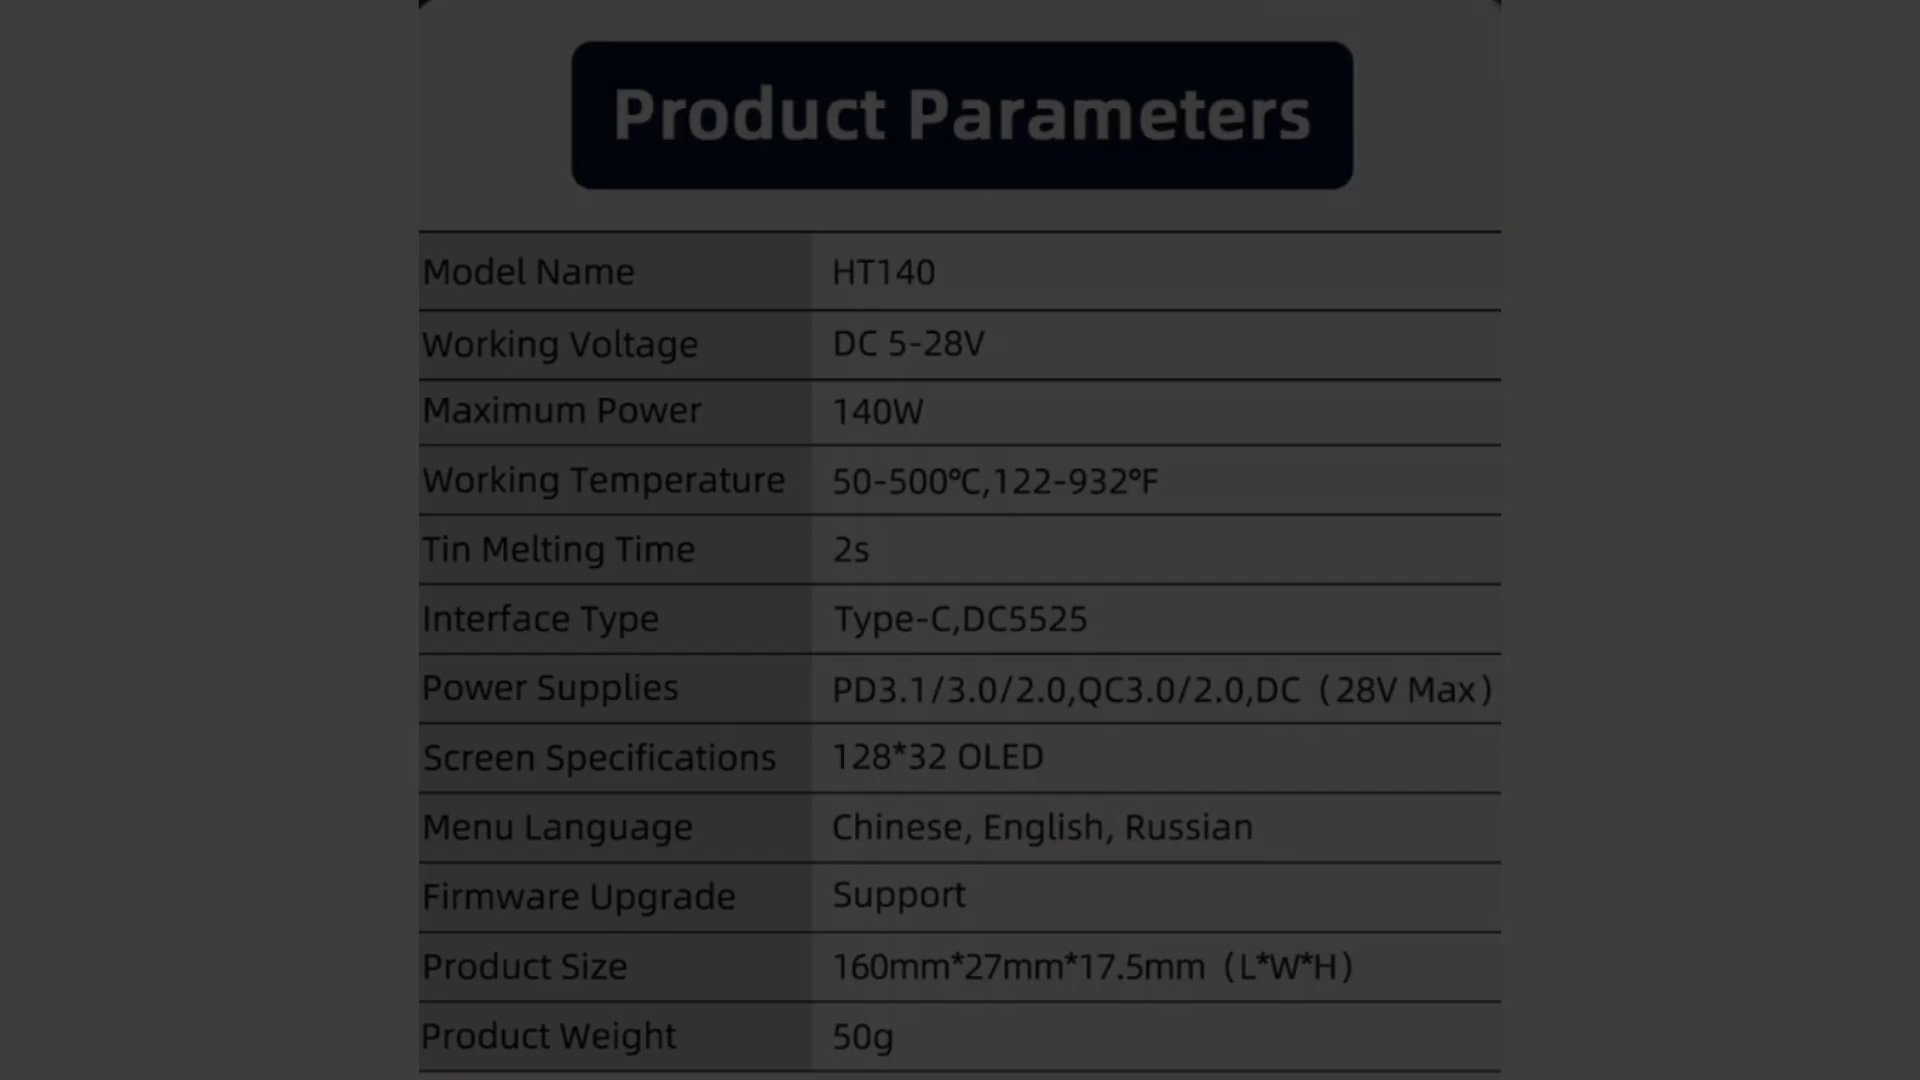 Product Parameters
Model Name HT140
Working Voltage DC 5-28V
Maximum Power 140W
Working Temperature 50-500℃,122-932℉
Tin Melting Time 2s
Interface Type Type-C,DC5525
Power Supplies PD3.1/3.0/2.0,QC3.0/2.0,DC（28V Max）
Screen Specifications 128*32 OLED
Menu Language Chinese, English, Russian
Firmware Upgrade Support
Product Size 160mm*27mm*17.5mm（L*W*H）
Product Weight 50g